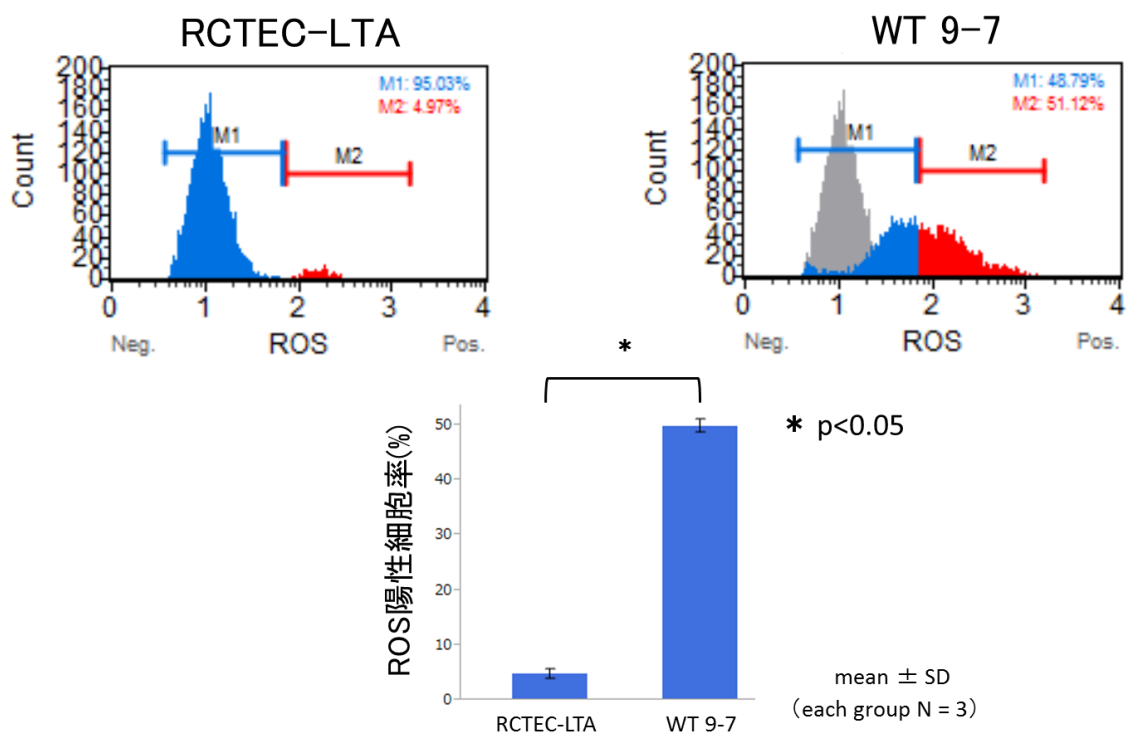 RCTEC-LTA
WT 9-7
200
180
160
140
120
100
80
60
40
20
0
Count
M1: 95.03%
M2: 4.97%
M1
M2
0 1 2 3 4
Neg. ROS Pos.
200
180
160
140
120
100
80
60
40
20
0
Count
M1: 48.79%
M2: 51.12%
M1
M2
0 1 2 3 4
Neg. ROS Pos.
*
* p<0.05
ROS陽性細胞率(%)
50
40
30
20
10
0
RCTEC-LTA WT 9-7
mean ± SD
(each group N = 3)